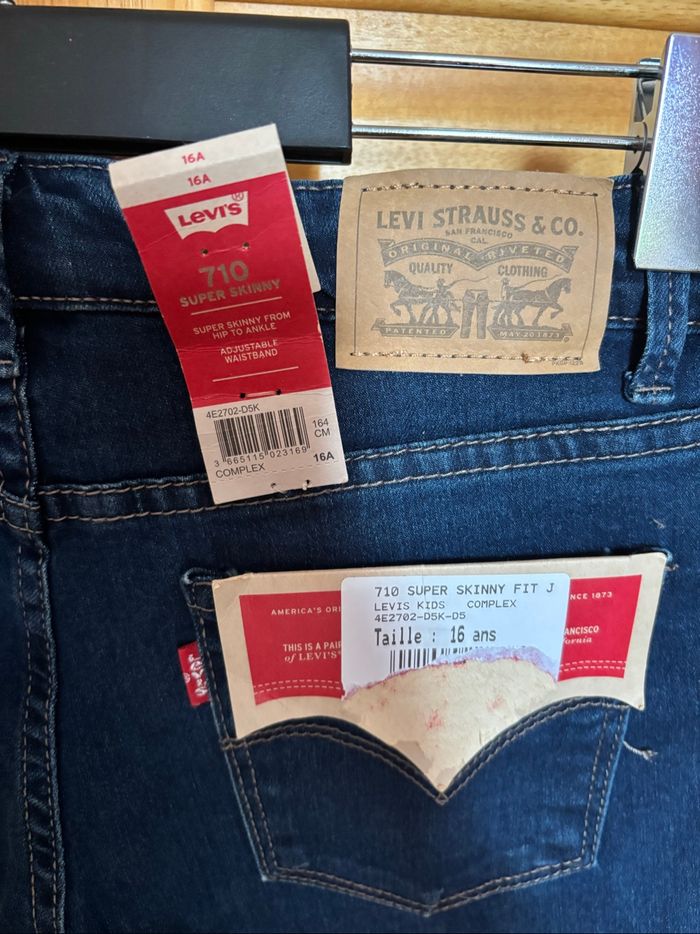 16A
16A
LEVI'S®
710
SUPER SKINNY
SUPER SKINNY FROM
HIP TO ANKLE
ADJUSTABLE
WAISTBAND
4E2702-D5K
164
CM
3 665115 023169
COMPLEX
16A
LEVI STRAUSS & CO.
SAN FRANCISCO
CAL.
ORIGINAL RIVETED
QUALITY CLOTHING
PATENTED MAY 20 1873
710 SUPER SKINNY FIT J
LEVIS KIDS COMPLEX
4E2702-D5K-D5
Taille : 16 ans
AMERICA'S ORI
THIS IS A PAIR
of LEVI'S
NCE 1873
ANCISCO
fornia
LEVI'S